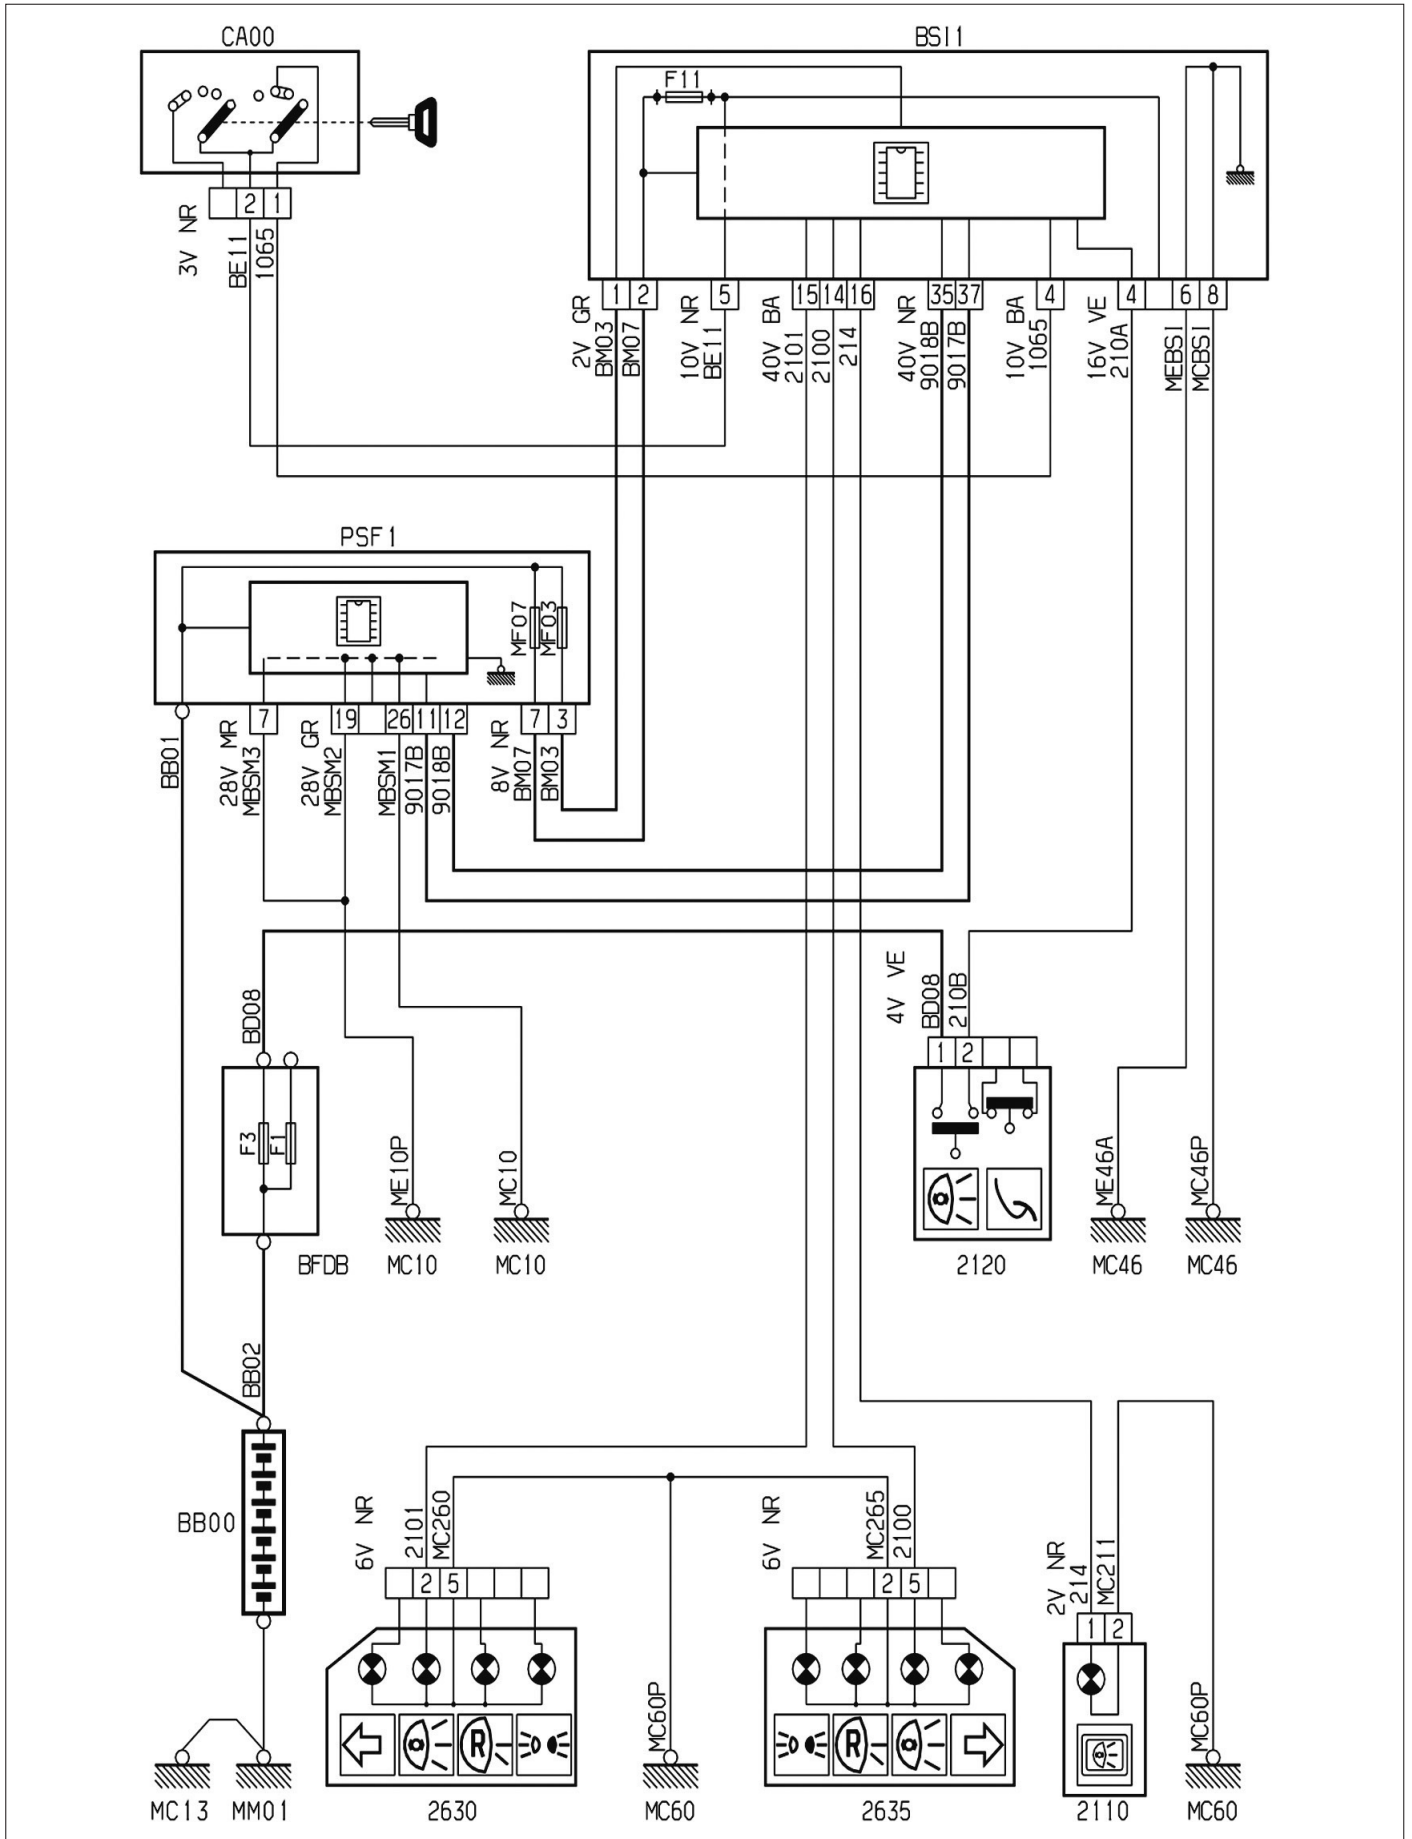 CA00
BSI1
F11
2 1
3V NR
BE11
1065
1 2 5 15 14 16 35 37 4 4 6 8
2V GR
BM03
BM07
10V NR
BE11
40V BA
2101
2100
214
40V NR
9018B
9017B
10V BA
1065
16V VE
210A
MEBSI
MCBSI
PSF1
MF07
MF03
7 19 26 11 12 7 3
BB01
28V MR
MBSM3
28V GR
MBSM2
MBSM1
9017B
9018B
8V NR
BM07
BM03
4V VE
BD08
210B
1 2
BD08
F3
F1
BFDB
ME10P
MC10
MC10
MC10
2120
ME46A
MC46
MC46P
MC46
BB02
BB00
6V NR
2101
MC260
2 5
6V NR
MC265
2100
2 5
2V NR
214
MC211
1 2
R
R
MC60P
MC60P
MC13
MM01
2630
MC60
2635
2110
MC60